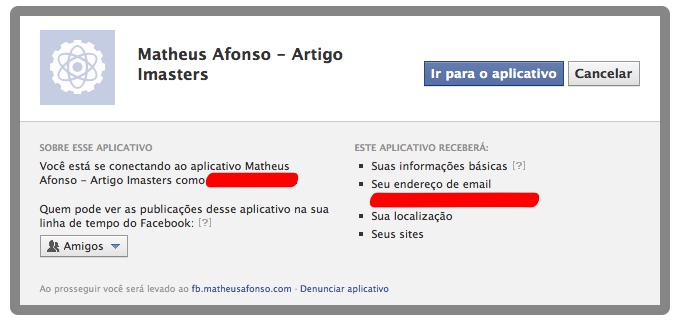 Matheus Afonso – Artigo
Imasters
Ir para o aplicativo
Cancelar
SOBRE ESSE APLICATIVO
Você está se conectando ao aplicativo Matheus
Afonso – Artigo Imasters como
Quem pode ver as publicações desse aplicativo na sua
linha de tempo do Facebook: [?]
Amigos
ESTE APLICATIVO RECEBERÁ:
Suas informações básicas [?]
Seu endereço de email
Sua localização
Seus sites
Ao prosseguir você será levado ao fb.matheusafonso.com · Denunciar aplicativo